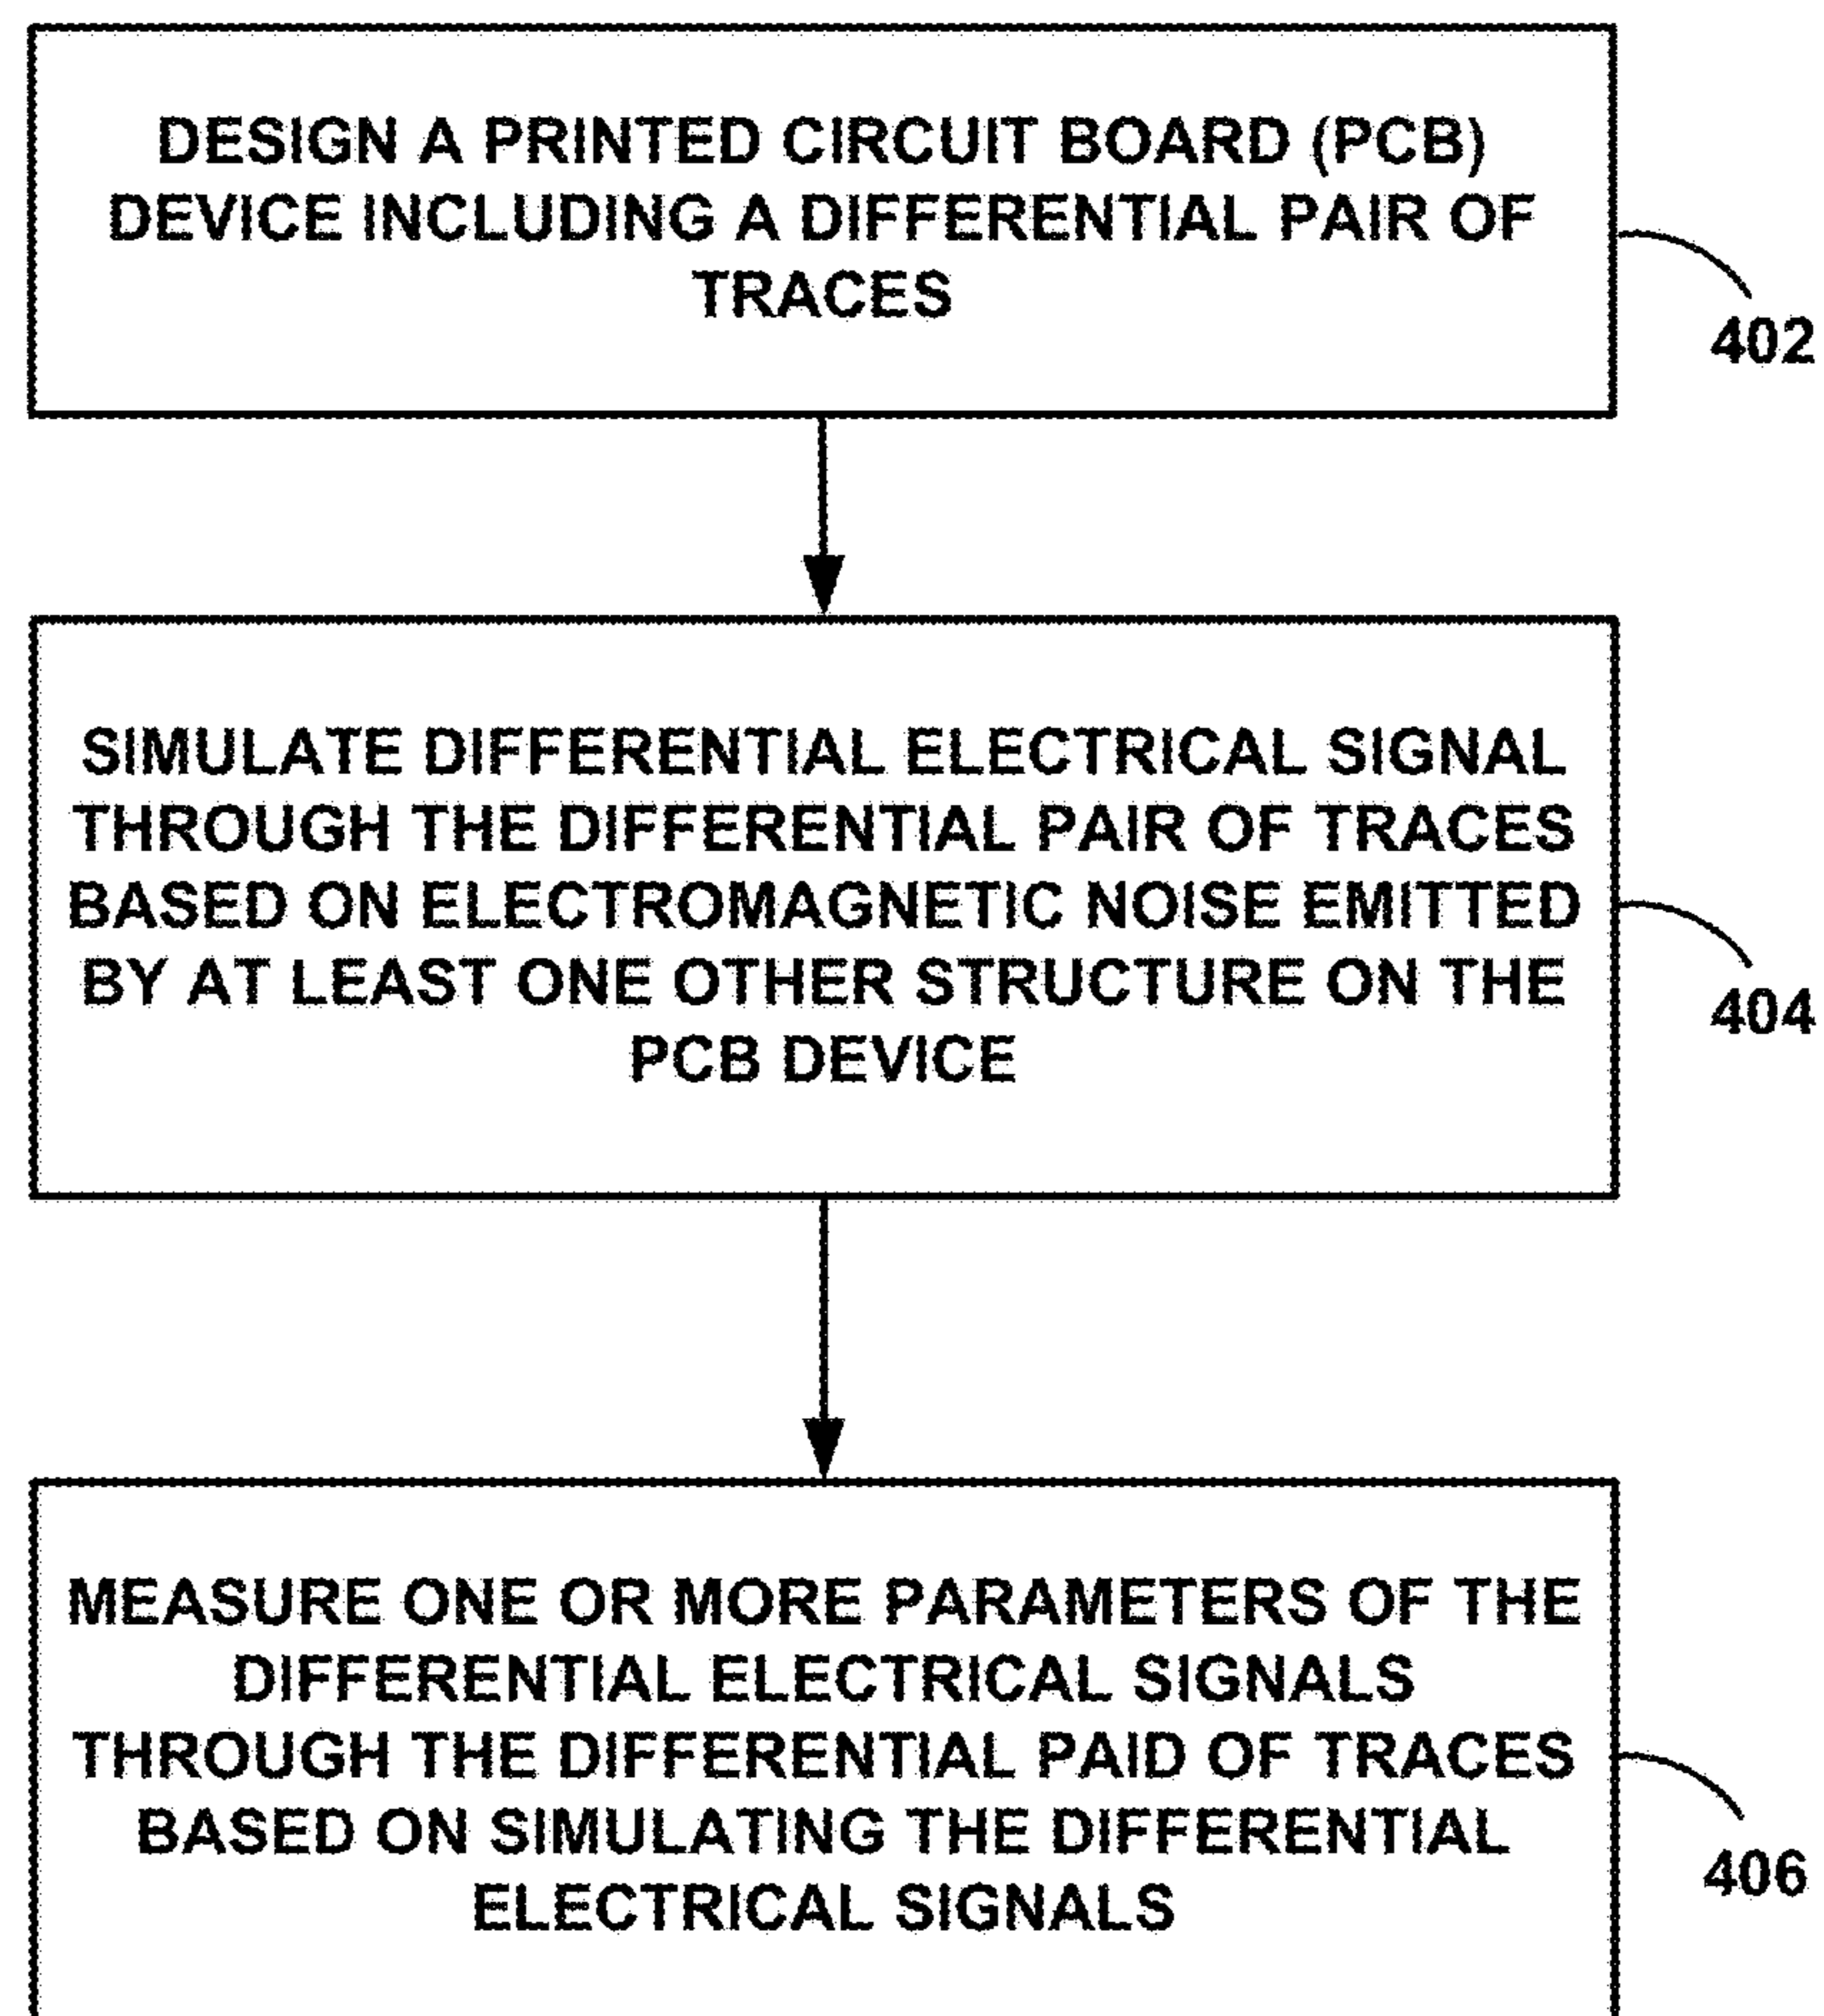 DESIGN A PRINTED CIRCUIT BOARD (PCB)
DEVICE INCLUDING A DIFFERENTIAL PAIR OF
TRACES
402
SIMULATE DIFFERENTIAL ELECTRICAL SIGNAL
THROUGH THE DIFFERENTIAL PAIR OF TRACES
BASED ON ELECTROMAGNETIC NOISE EMITTED
BY AT LEAST ONE OTHER STRUCTURE ON THE
PCB DEVICE
404
MEASURE ONE OR MORE PARAMETERS OF THE
DIFFERENTIAL ELECTRICAL SIGNALS
THROUGH THE DIFFERENTIAL PAID OF TRACES
BASED ON SIMULATING THE DIFFERENTIAL
ELECTRICAL SIGNALS
406